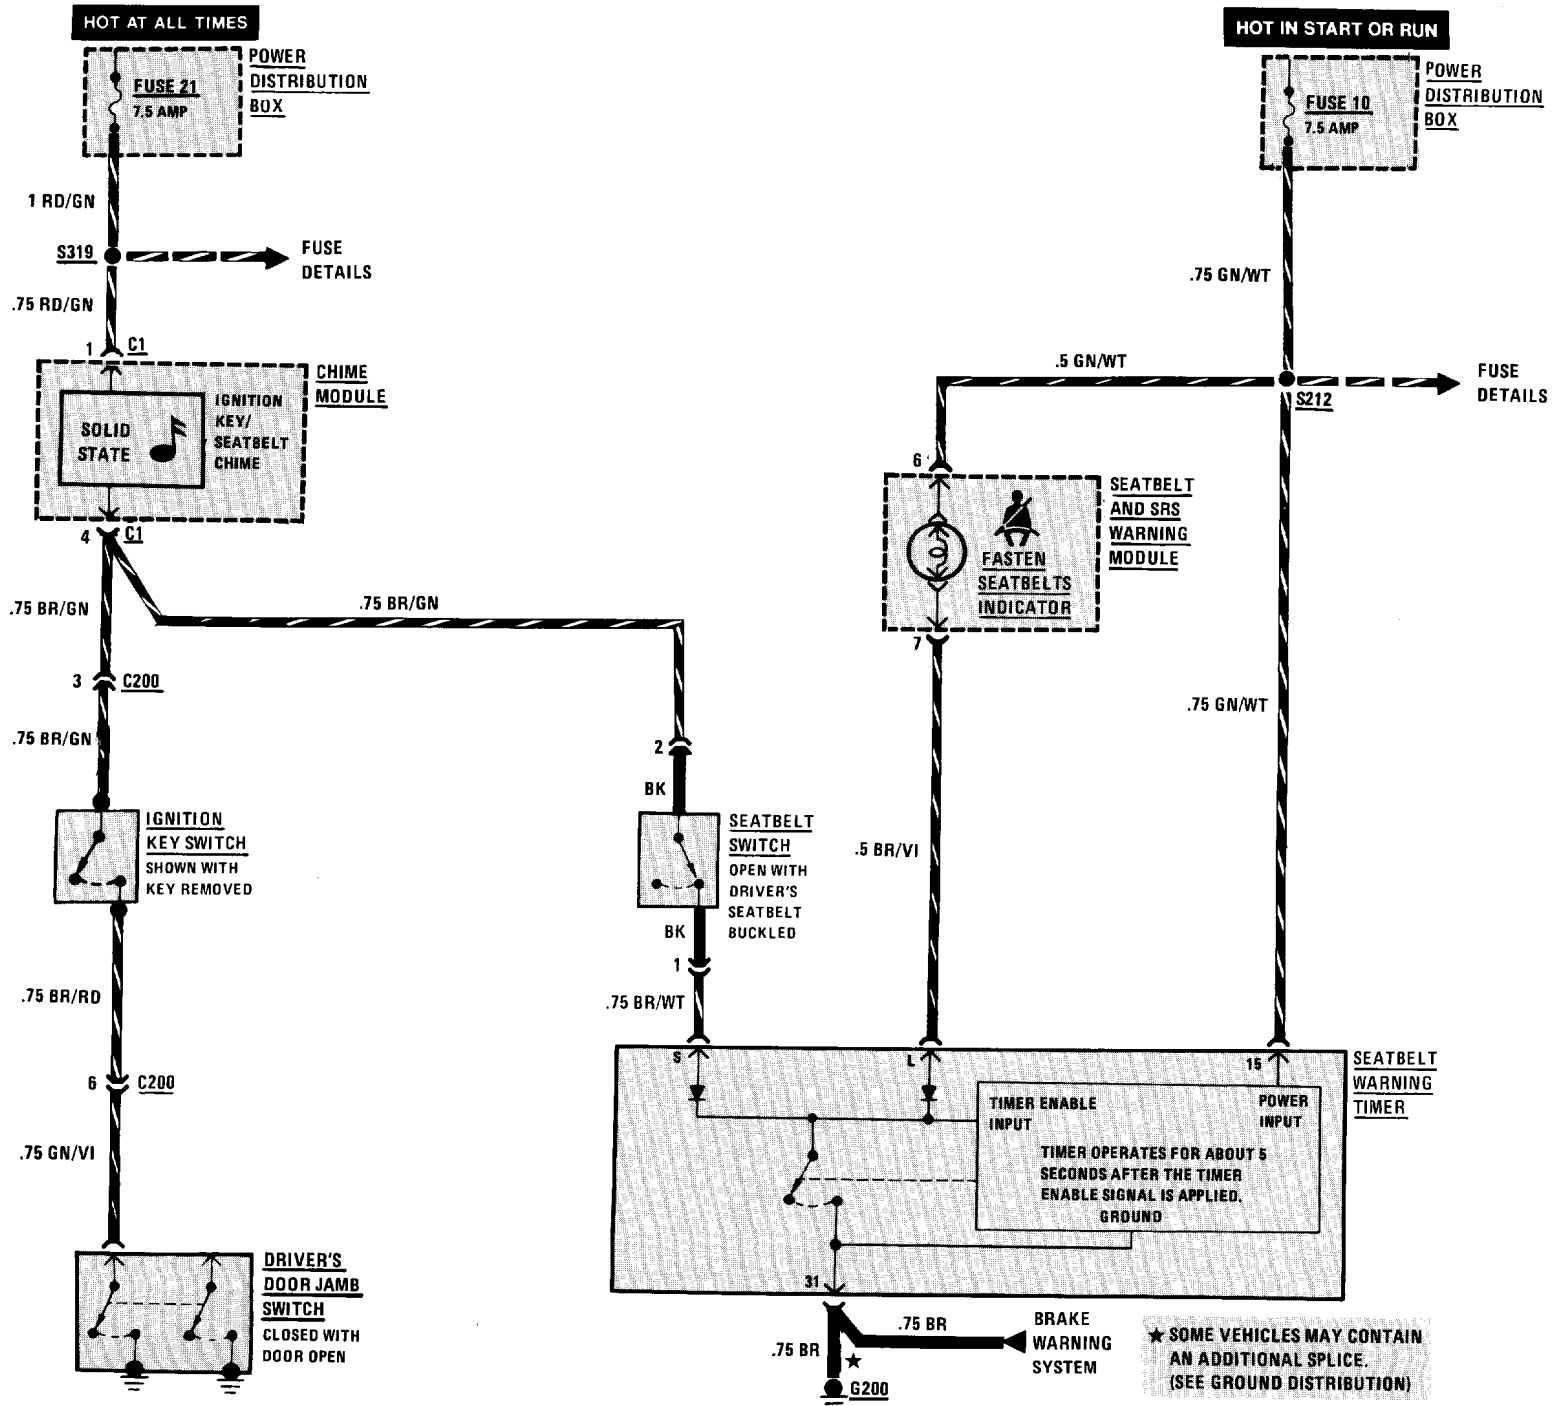 HOT AT ALL TIMES
POWER
DISTRIBUTION
BOX
FUSE 21
7.5 AMP
1 RD/GN
S319
FUSE
DETAILS
.75 RD/GN
1
C1
CHIME
MODULE
IGNITION
KEY/
SEATBELT
CHIME
SOLID
STATE
4
C1
.75 BR/GN
.75 BR/GN
3
C200
.75 BR/GN
IGNITION
KEY SWITCH
SHOWN WITH
KEY REMOVED
.75 BR/RD
6
C200
.75 GN/VI
DRIVER'S
DOOR JAMB
SWITCH
CLOSED WITH
DOOR OPEN
2
BK
SEATBELT
SWITCH
OPEN WITH
DRIVER'S
SEATBELT
BUCKLED
BK
1
.75 BR/WT
HOT IN START OR RUN
POWER
DISTRIBUTION
BOX
FUSE 10
7.5 AMP
.75 GN/WT
.5 GN/WT
S212
FUSE
DETAILS
6
SEATBELT
AND SRS
WARNING
MODULE
FASTEN
SEATBELTS
INDICATOR
7
.75 GN/WT
.5 BR/VI
S
L
15
SEATBELT
WARNING
TIMER
TIMER ENABLE
INPUT
POWER
INPUT
TIMER OPERATES FOR ABOUT 5
SECONDS AFTER THE TIMER
ENABLE SIGNAL IS APPLIED.
GROUND
31
.75 BR
.75 BR
BRAKE
WARNING
SYSTEM
★
G200
★ SOME VEHICLES MAY CONTAIN
AN ADDITIONAL SPLICE.
(SEE GROUND DISTRIBUTION)